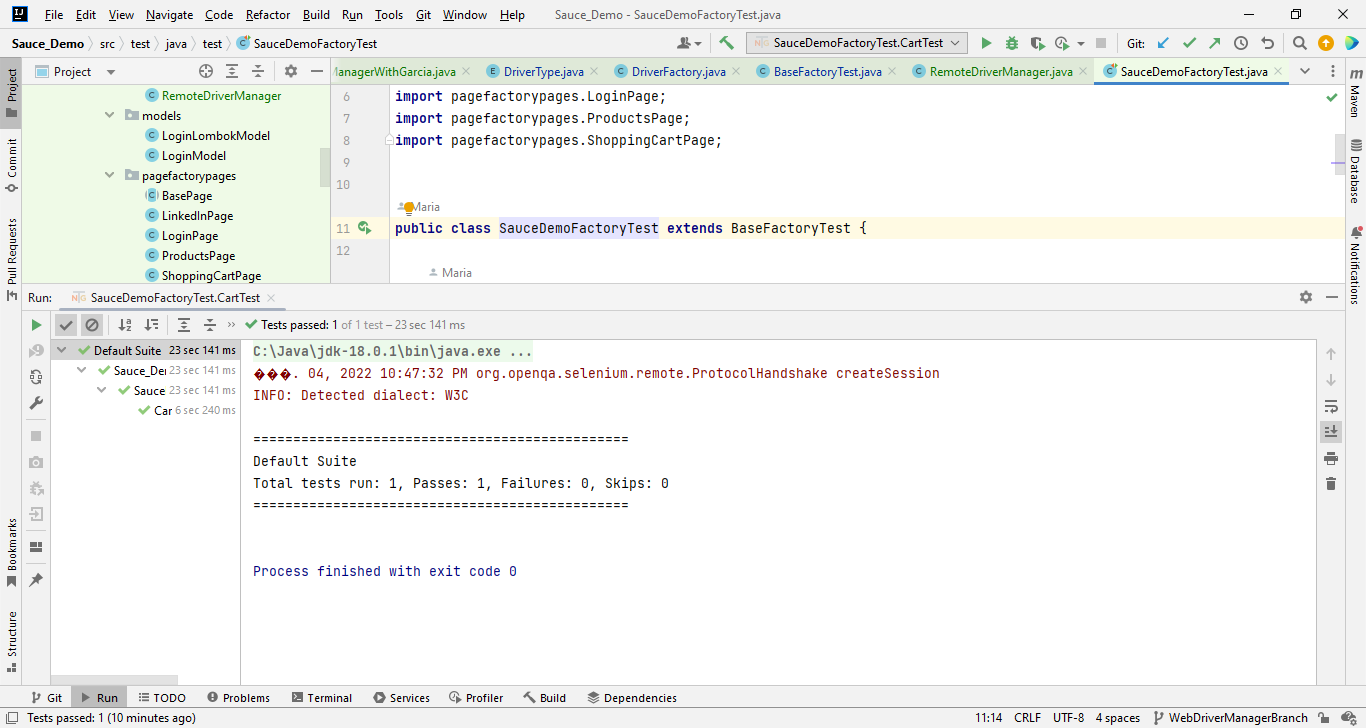 File Edit View Navigate Code Refactor Build Run Tools Git Window Help Sauce_Demo - SauceDemoFactoryTest.java
Sauce_Demo src test java test SauceDemoFactoryTest SauceDemoFactoryTest.CartTest Git:
Project anagerWithGarcia.java DriverType.java DriverFactory.java BaseFactoryTest.java RemoteDriverManager.java SauceDemoFactoryTest.java
RemoteDriverManager
models
LoginLombokModel
LoginModel
pagefactorypages
BasePage
LinkedInPage
LoginPage
ProductsPage
ShoppingCartPage
6 import pagefactorypages.LoginPage;
7 import pagefactorypages.ProductsPage;
8 import pagefactorypages.ShoppingCartPage;
9
10
Maria
11 public class SauceDemoFactoryTest extends BaseFactoryTest {
12
Maria
Project
Commit
Pull Requests
Bookmarks
Structure
Maven
Database
Notifications
Run: SauceDemoFactoryTest.CartTest
Tests passed: 1 of 1 test – 23 sec 141 ms
Default Suite 23 sec 141 ms
Sauce_De 23 sec 141 ms
Sauce 23 sec 141 ms
Car 6 sec 240 ms
C:\Java\jdk-18.0.1\bin\java.exe ...
���. 04, 2022 10:47:32 PM org.openqa.selenium.remote.ProtocolHandshake createSession
INFO: Detected dialect: W3C
===============================================
Default Suite
Total tests run: 1, Passes: 1, Failures: 0, Skips: 0
===============================================
Process finished with exit code 0
Git Run TODO Problems Terminal Services Profiler Build Dependencies
Tests passed: 1 (10 minutes ago) 11:14 CRLF UTF-8 4 spaces WebDriverManagerBranch